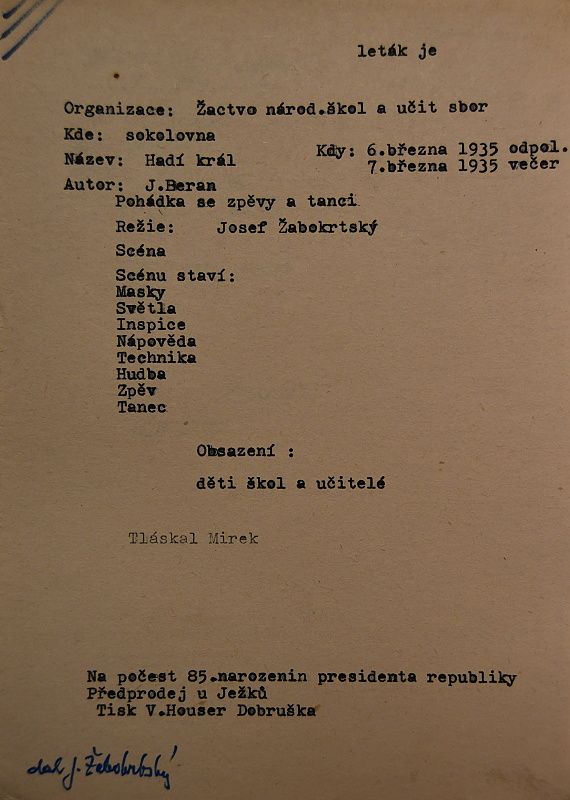 leták je
Organizace: Žactvo národ.škol a učit sbor
Kde: sokolovna
Kdy: 6.března 1935 odpol.
7.března 1935 večer
Název: Hadí král
Autor: J.Beran
Pohádka se zpěvy a tanci
Režie: Josef Žabokrtský
Scéna
Scénu staví:
Masky
Světla
Inspice
Nápověda
Technika
Hudba
Zpěv
Tanec
Obsazení :
děti škol a učitelé
Tláskal Mirek
Na počest 85.narozenin presidenta republiky
Předprodej u Ježků
Tisk V.Houser Dobruška
dal J. Žabokrtský